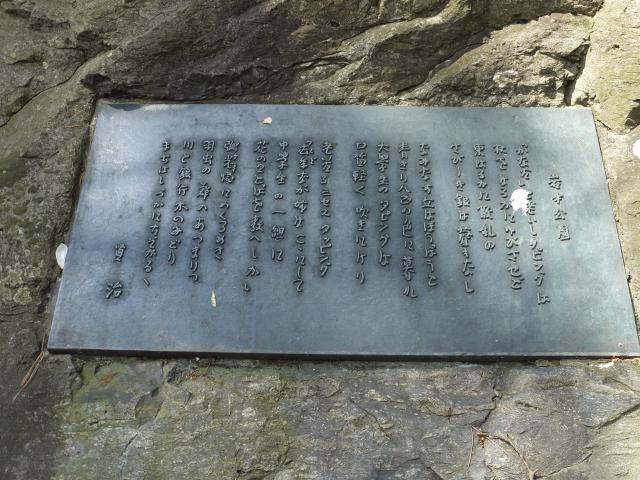 岩手公園
「かなた」と老いしタピングは
杖をはるかにゆびさせど
東はるかに散乱の
さびしき銀は聲もなし
なみなす丘はぼうぼうと
青きりんごの色に暮れ
大学生のタピングは
口笛軽く吹きにけり
老いたるミセスタッピング
「去年なが姉はこゝにして
中学生の一組に
花のことばを教へしか」
弧光燈にめくるめき
羽虫の群のあつまりつ
川と銀行木のみどり
まちはしづかにたそがるゝ
賢治